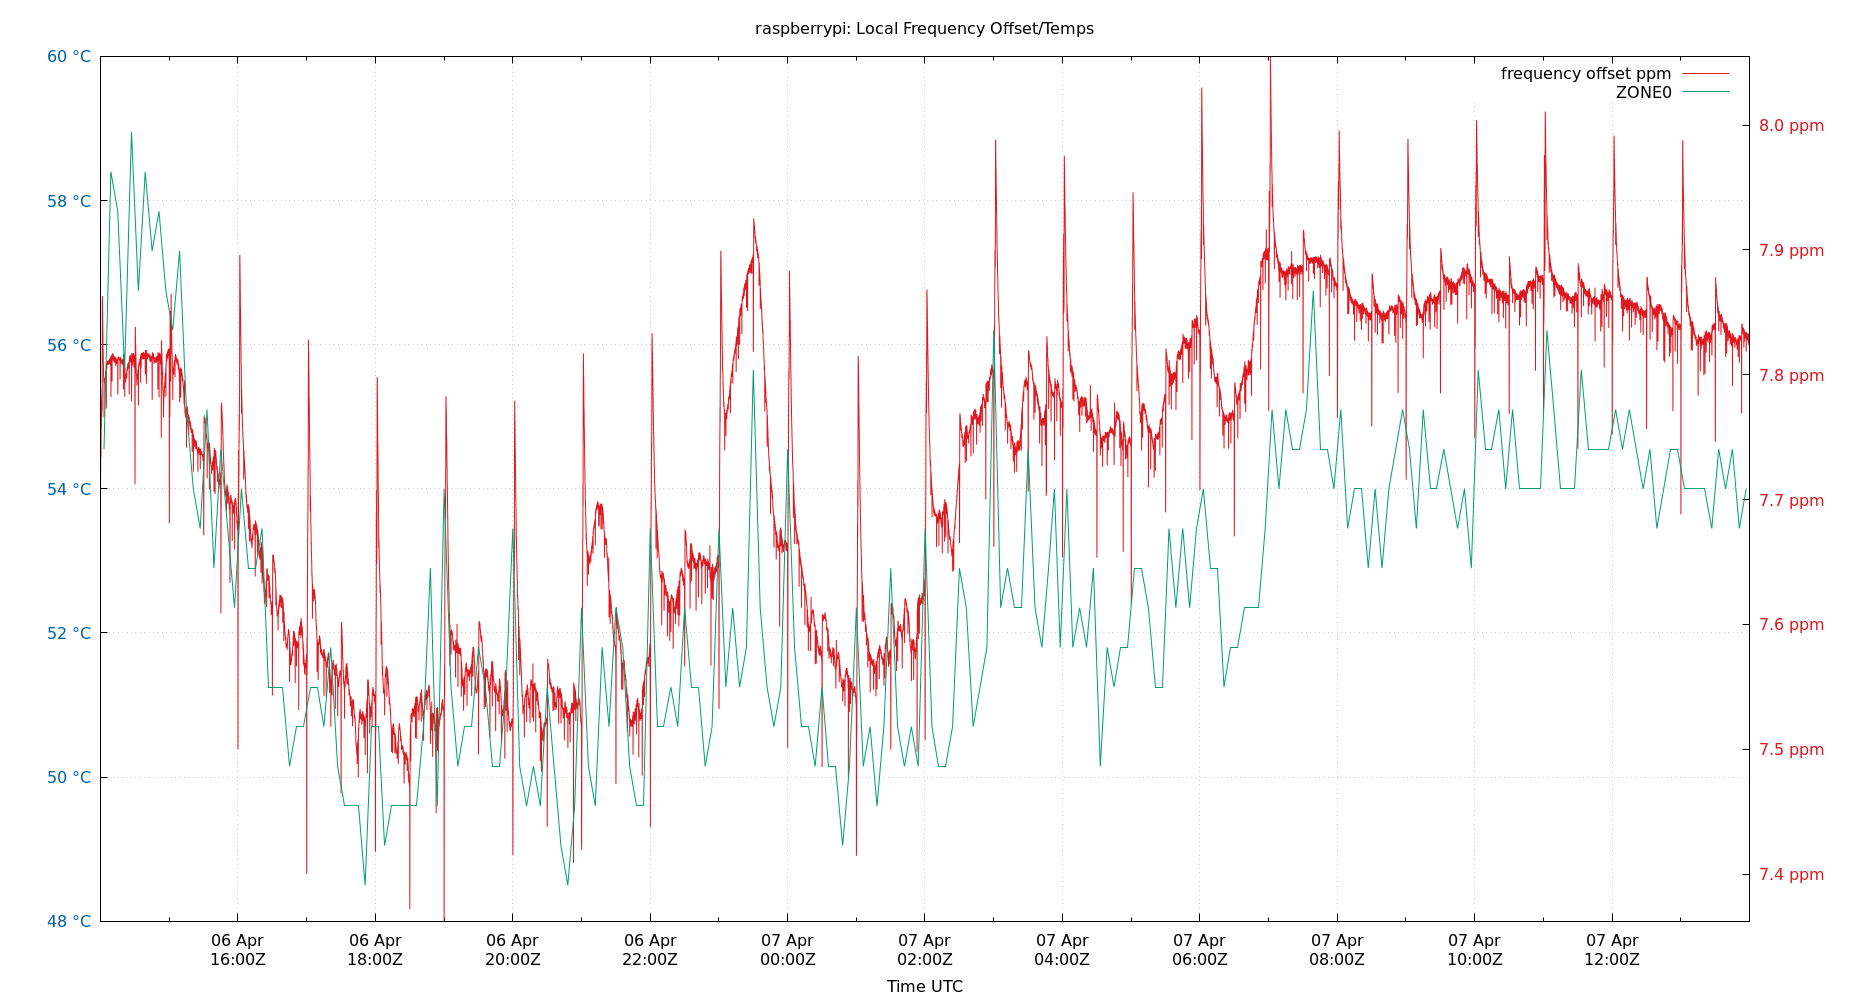 raspberrypi: Local Frequency Offset/Temps
frequency offset ppm
ZONE0
60 °C
58 °C
56 °C
54 °C
52 °C
50 °C
48 °C
8.0 ppm
7.9 ppm
7.8 ppm
7.7 ppm
7.6 ppm
7.5 ppm
7.4 ppm
06 Apr 06 Apr 06 Apr 06 Apr 07 Apr 07 Apr 07 Apr 07 Apr 07 Apr 07 Apr 07 Apr
16:00Z 18:00Z 20:00Z 22:00Z 00:00Z 02:00Z 04:00Z 06:00Z 08:00Z 10:00Z 12:00Z
Time UTC